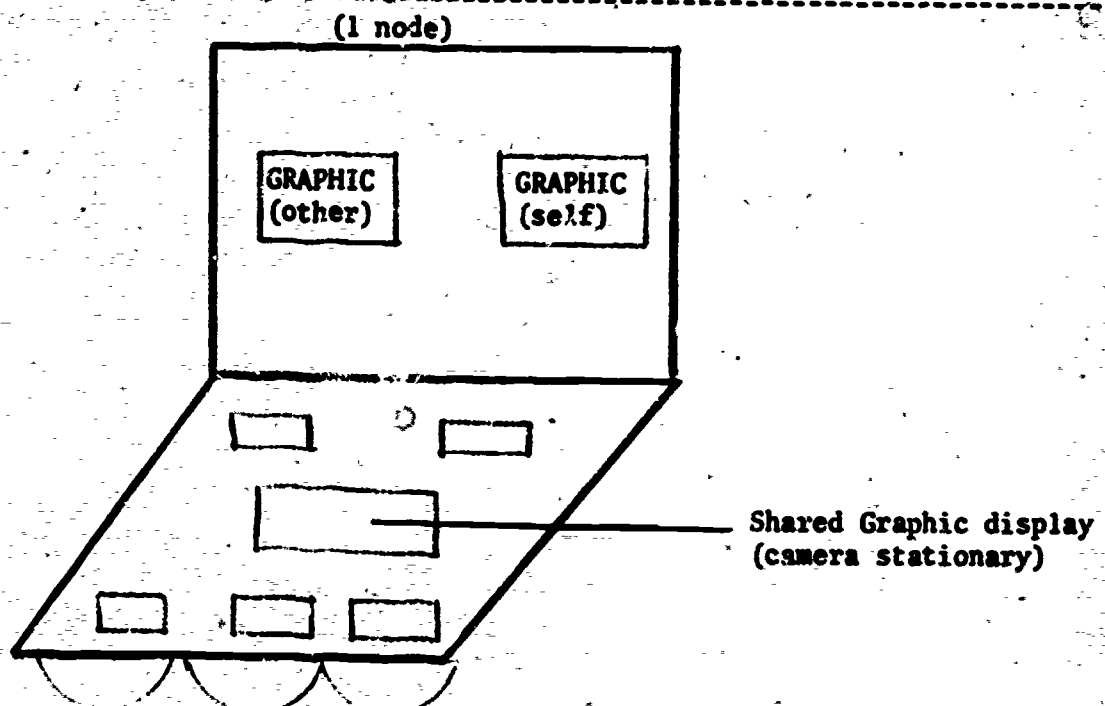 (1 node)
GRAPHIC
(other)
GRAPHIC
(self)
Shared Graphic display
(camera stationary)